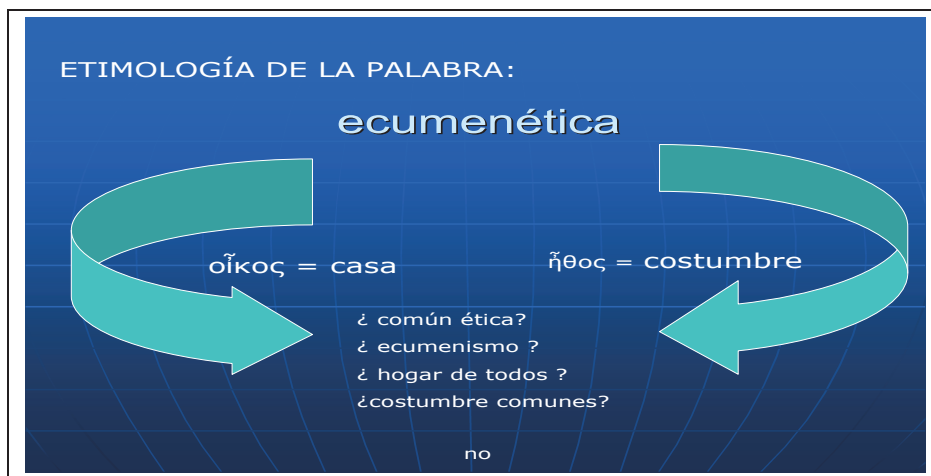 ETIMOLOGÍA DE LA PALABRA:
ecumenética
οἶκος = casa
ἦθος = costumbre
¿ común ética?
¿ ecumenismo ?
¿ hogar de todos ?
¿costumbre comunes?
no